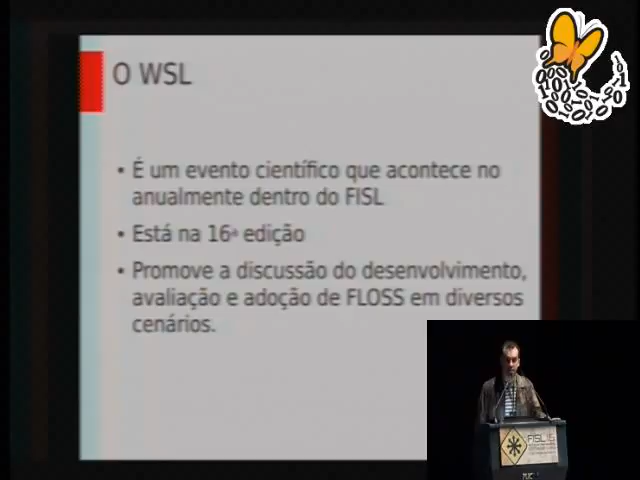 O WSL
• É um evento científico que acontece no
anualmente dentro do FISL
• Está na 16ª edição
• Promove a discussão do desenvolvimento,
avaliação e adoção de FLOSS em diversos
cenários.
FISL15